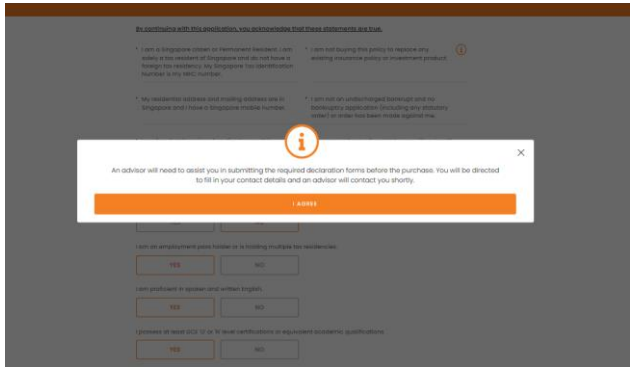 By continuing with this application, you acknowledge that these statements are true.
* I am a Singapore Citizen or Permanent Resident. I am
solely a tax resident of Singapore and do not have a
foreign tax residency. My Singapore Tax Identification
Number is my NRIC number.
* I am not buying this policy to replace any
existing insurance policy or investment product.
* My residential address and mailing address are in
Singapore and I have a Singapore mobile number.
* I am not an undischarged bankrupt and no
bankruptcy application (including any statutory
order) or order has been made against me.
An advisor will need to assist you in submitting the required declaration forms before the purchase. You will be directed
to fill in your contact details and an advisor will contact you shortly.
I AGREE
I am an employment pass holder or is holding multiple tax residencies.
YES
NO
I am proficient in spoken and written English.
YES
NO
I possess at least GCE 'O' or 'N' level certifications or equivalent academic qualifications.
YES
NO